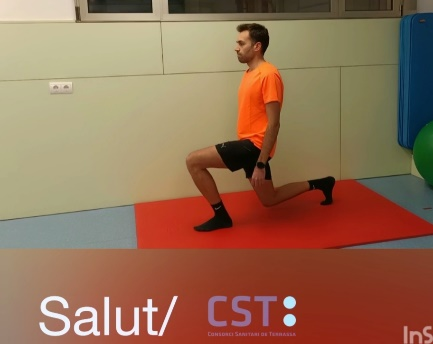 Salut/
CST:
CONSORCI SANITARI DE TERRASSA
InS